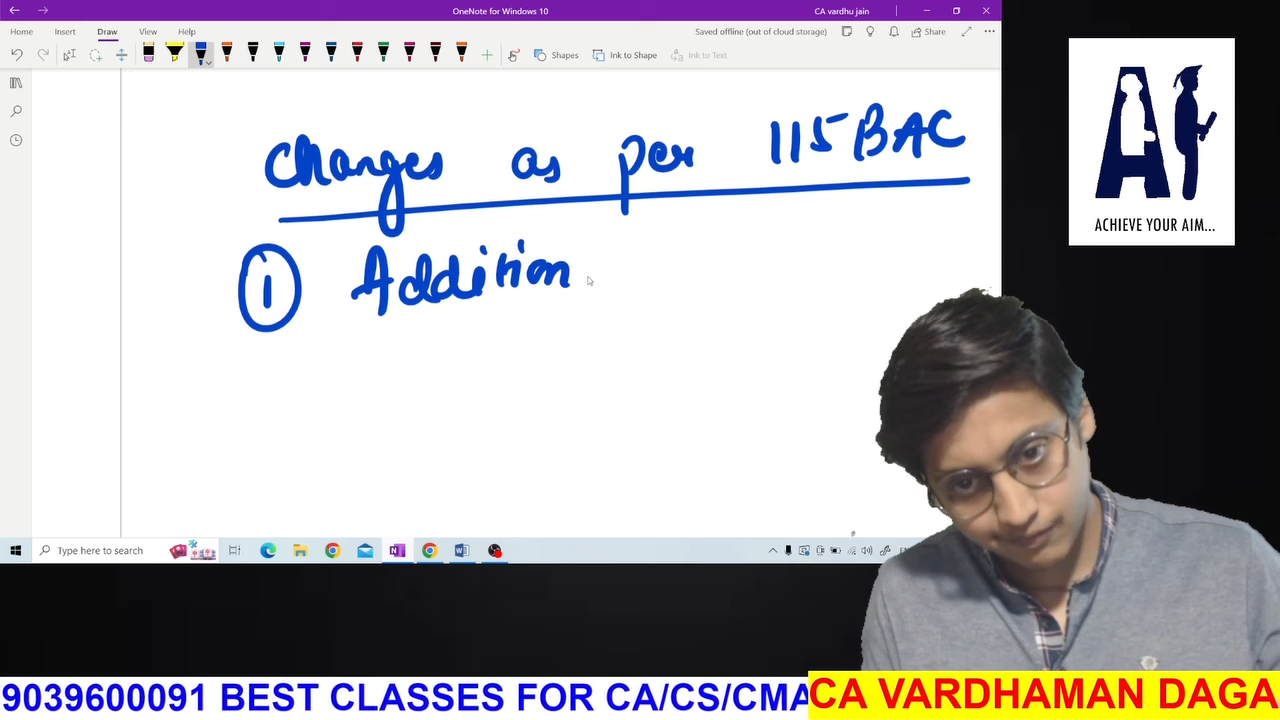 OneNote for Windows 10
CA vardhu jain
Home Insert Draw View Help
Saved offline (out of cloud storage)
Share
Shapes
Ink to Shape
Ink to Text
Changes as per 115BAC
1 Addition
ACHIEVE YOUR AIM...
Type here to search
9039600091 BEST CLASSES FOR CA/CS/CMA
CA VARDHAMAN DAGA